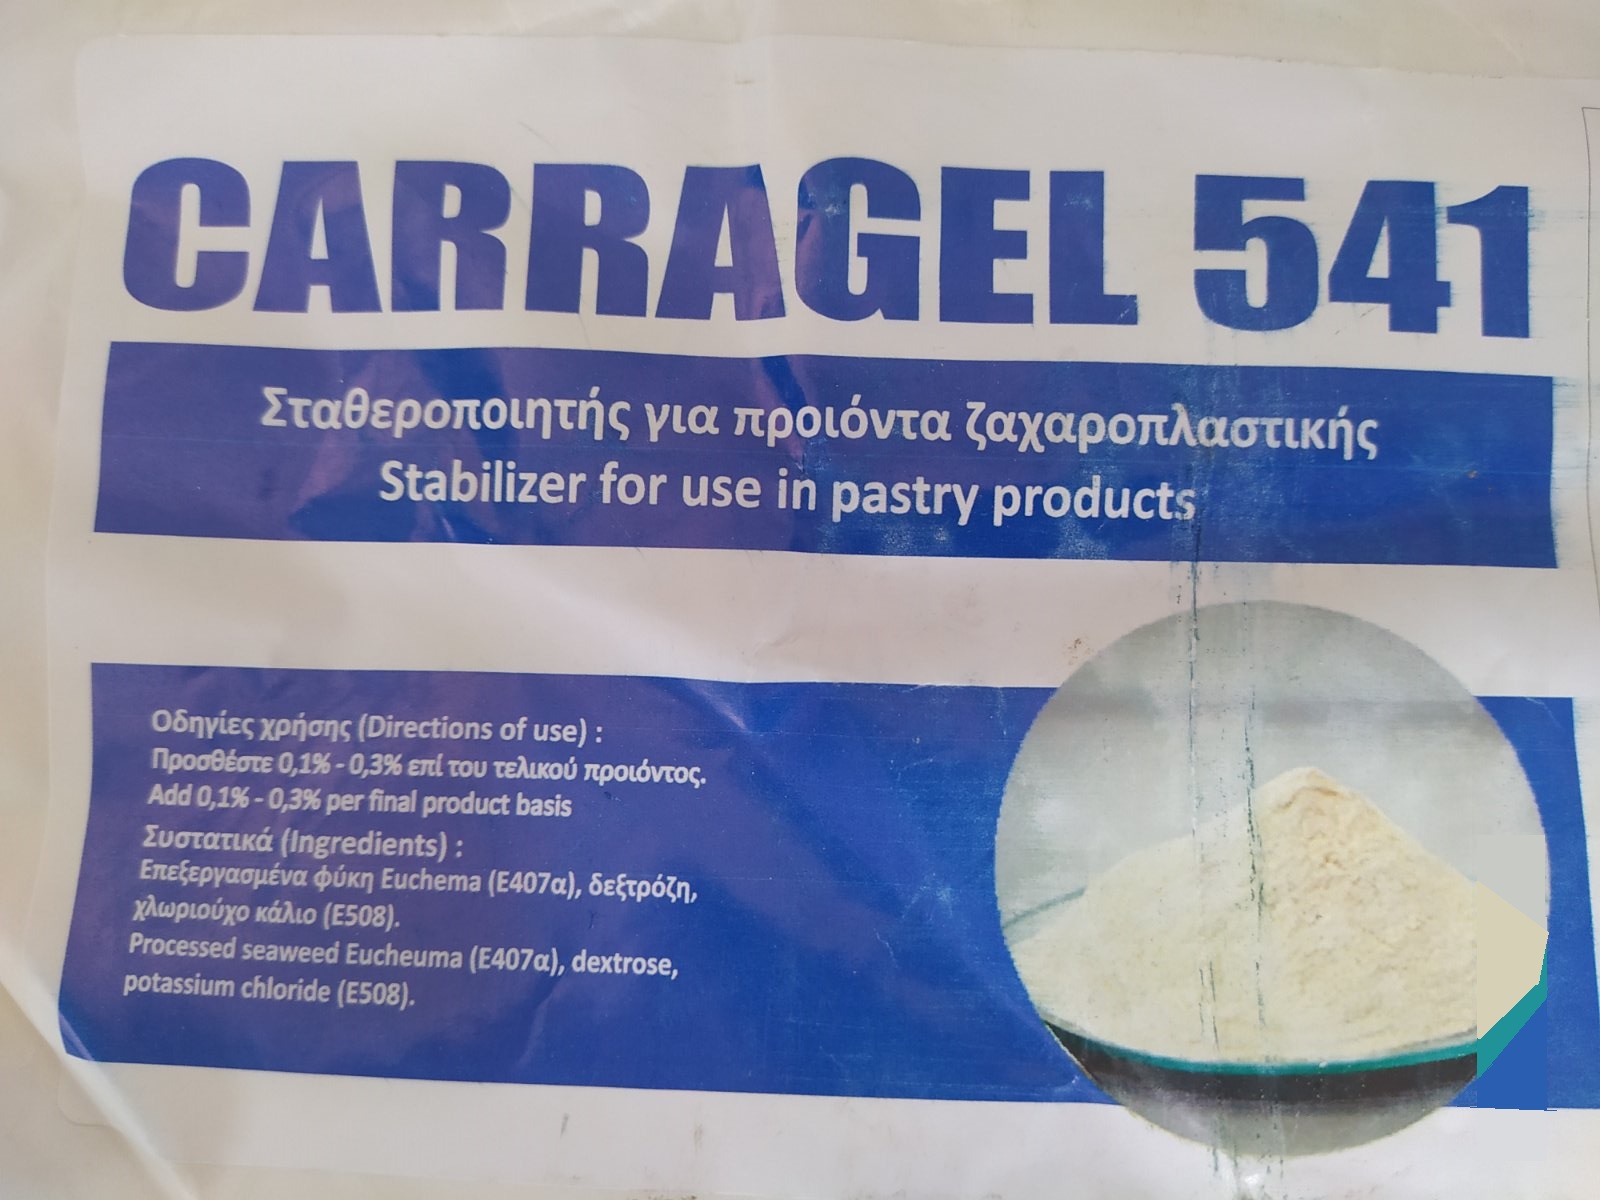 CARRAGEL 541
Σταθεροποιητής για προιόντα ζαχαροπλαστικής
Stabilizer for use in pastry products
Οδηγίες χρήσης (Directions of use) :
Προσθέστε 0,1% - 0,3% επί του τελικού προιόντος.
Add 0,1% - 0,3% per final product basis
Συστατικά (Ingredients) :
Επεξεργασμένα φύκη Euchema (E407α), δεξτρόζη,
χλωριούχο κάλιο (E508).
Processed seaweed Eucheuma (E407α), dextrose,
potassium chloride (E508).